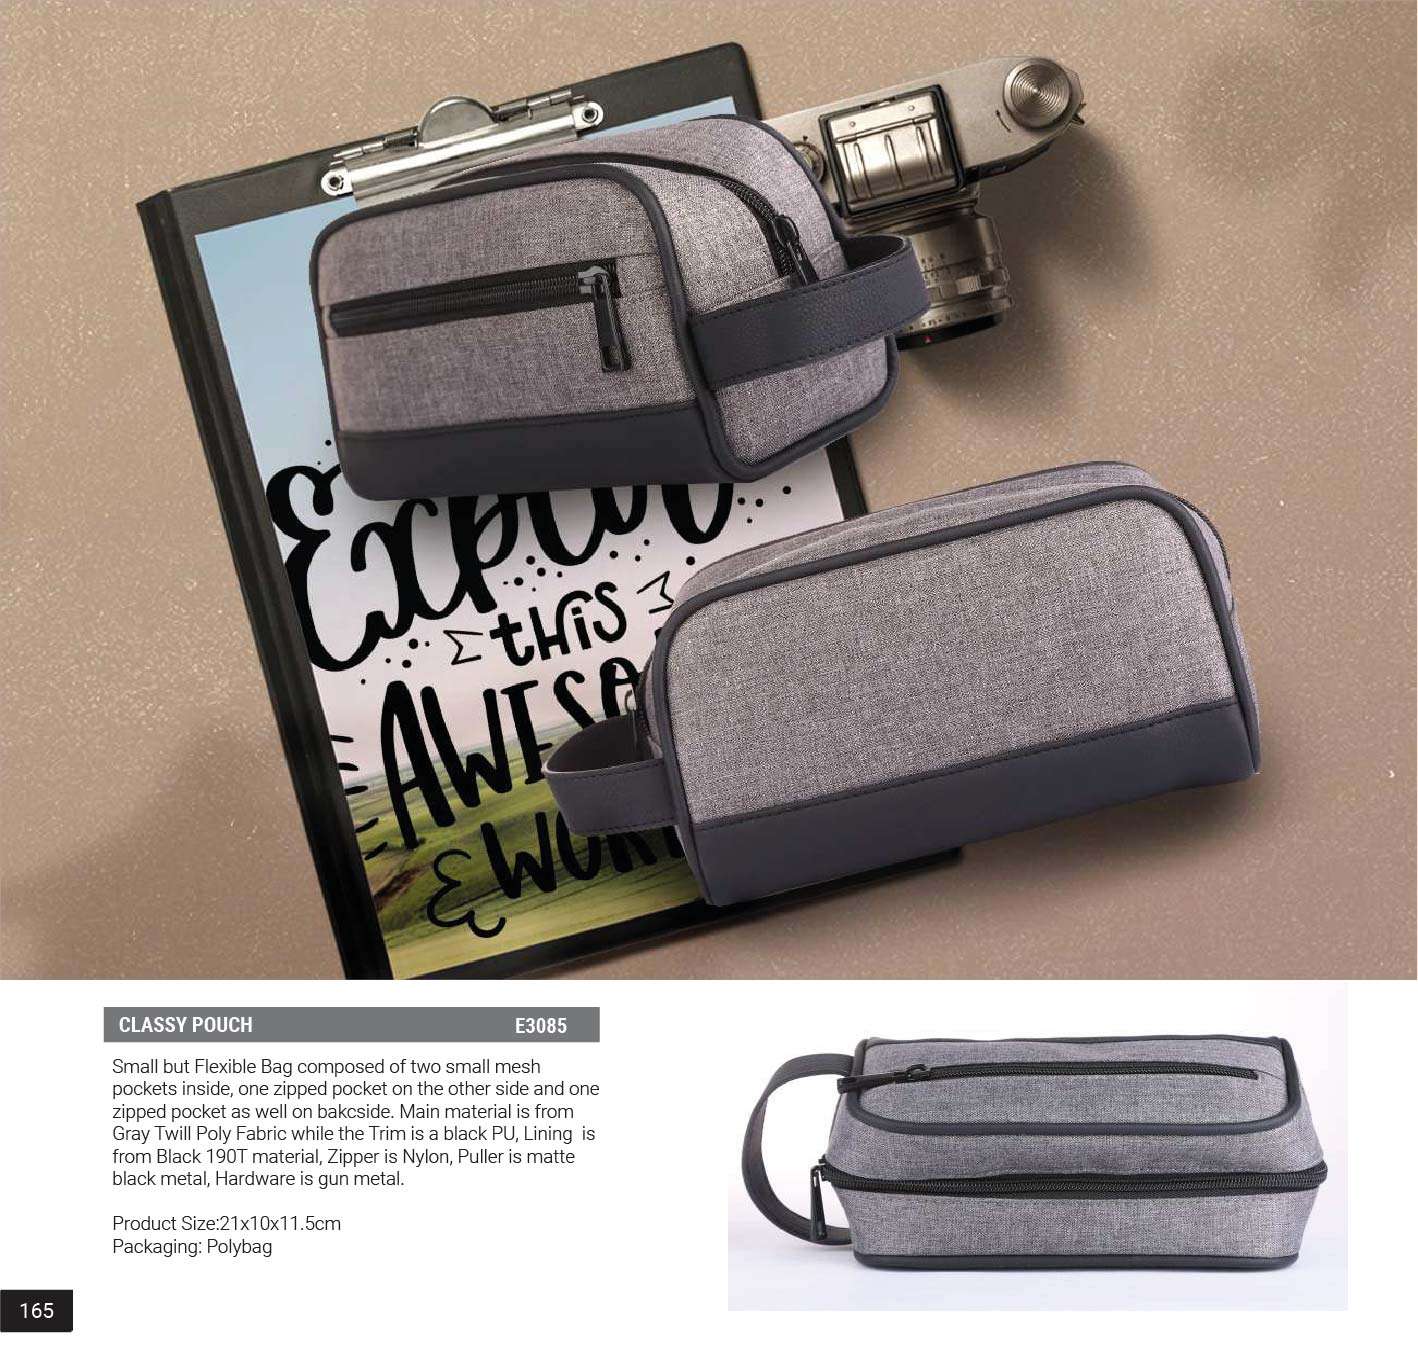 this
CLASSY POUCH E3085
Small but Flexible Bag composed of two small mesh
pockets inside, one zipped pocket on the other side and one
zipped pocket as well on bakcside. Main material is from
Gray Twill Poly Fabric while the Trim is a black PU, Lining  is
from Black 190T material, Zipper is Nylon, Puller is matte
black metal, Hardware is gun metal.
Product Size:21x10x11.5cm
Packaging: Polybag
165